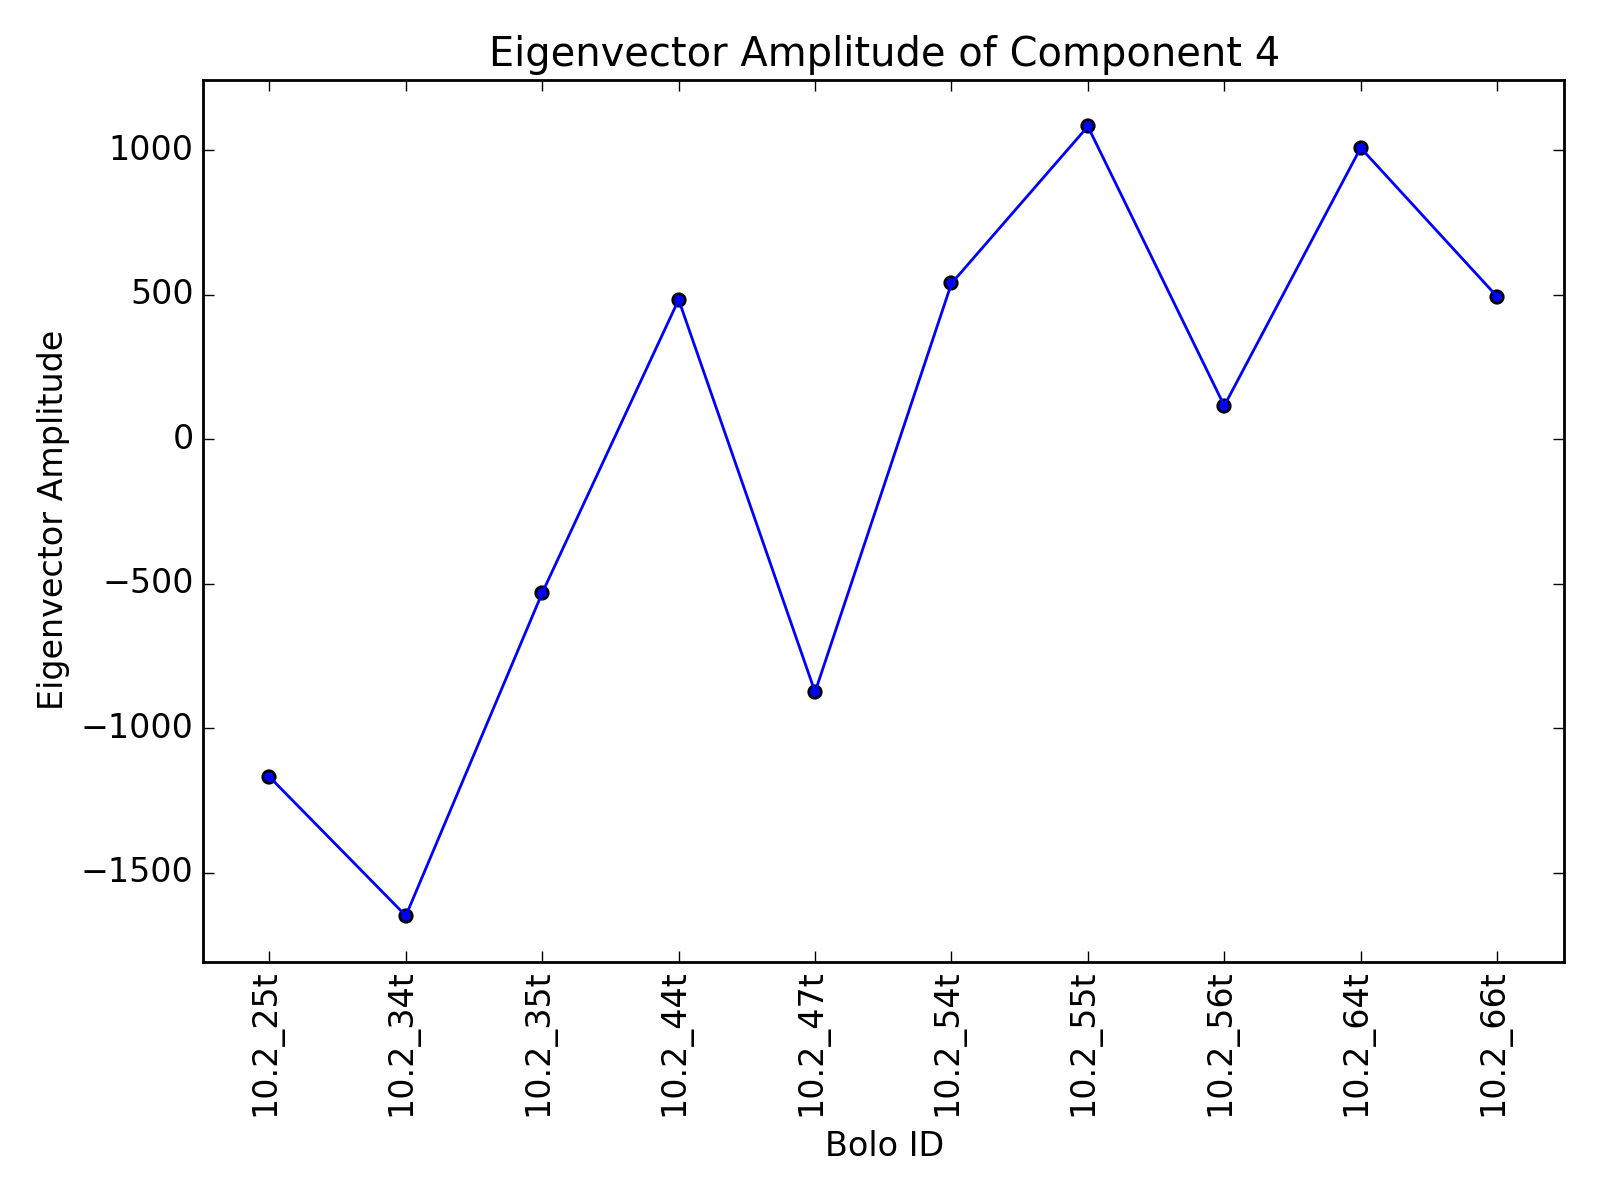 Eigenvector Amplitude of Component 4
1000
500
0
−500
−1000
−1500
Eigenvector Amplitude
10.2_25t
10.2_34t
10.2_35t
10.2_44t
10.2_47t
10.2_54t
10.2_55t
10.2_56t
10.2_64t
10.2_66t
Bolo ID